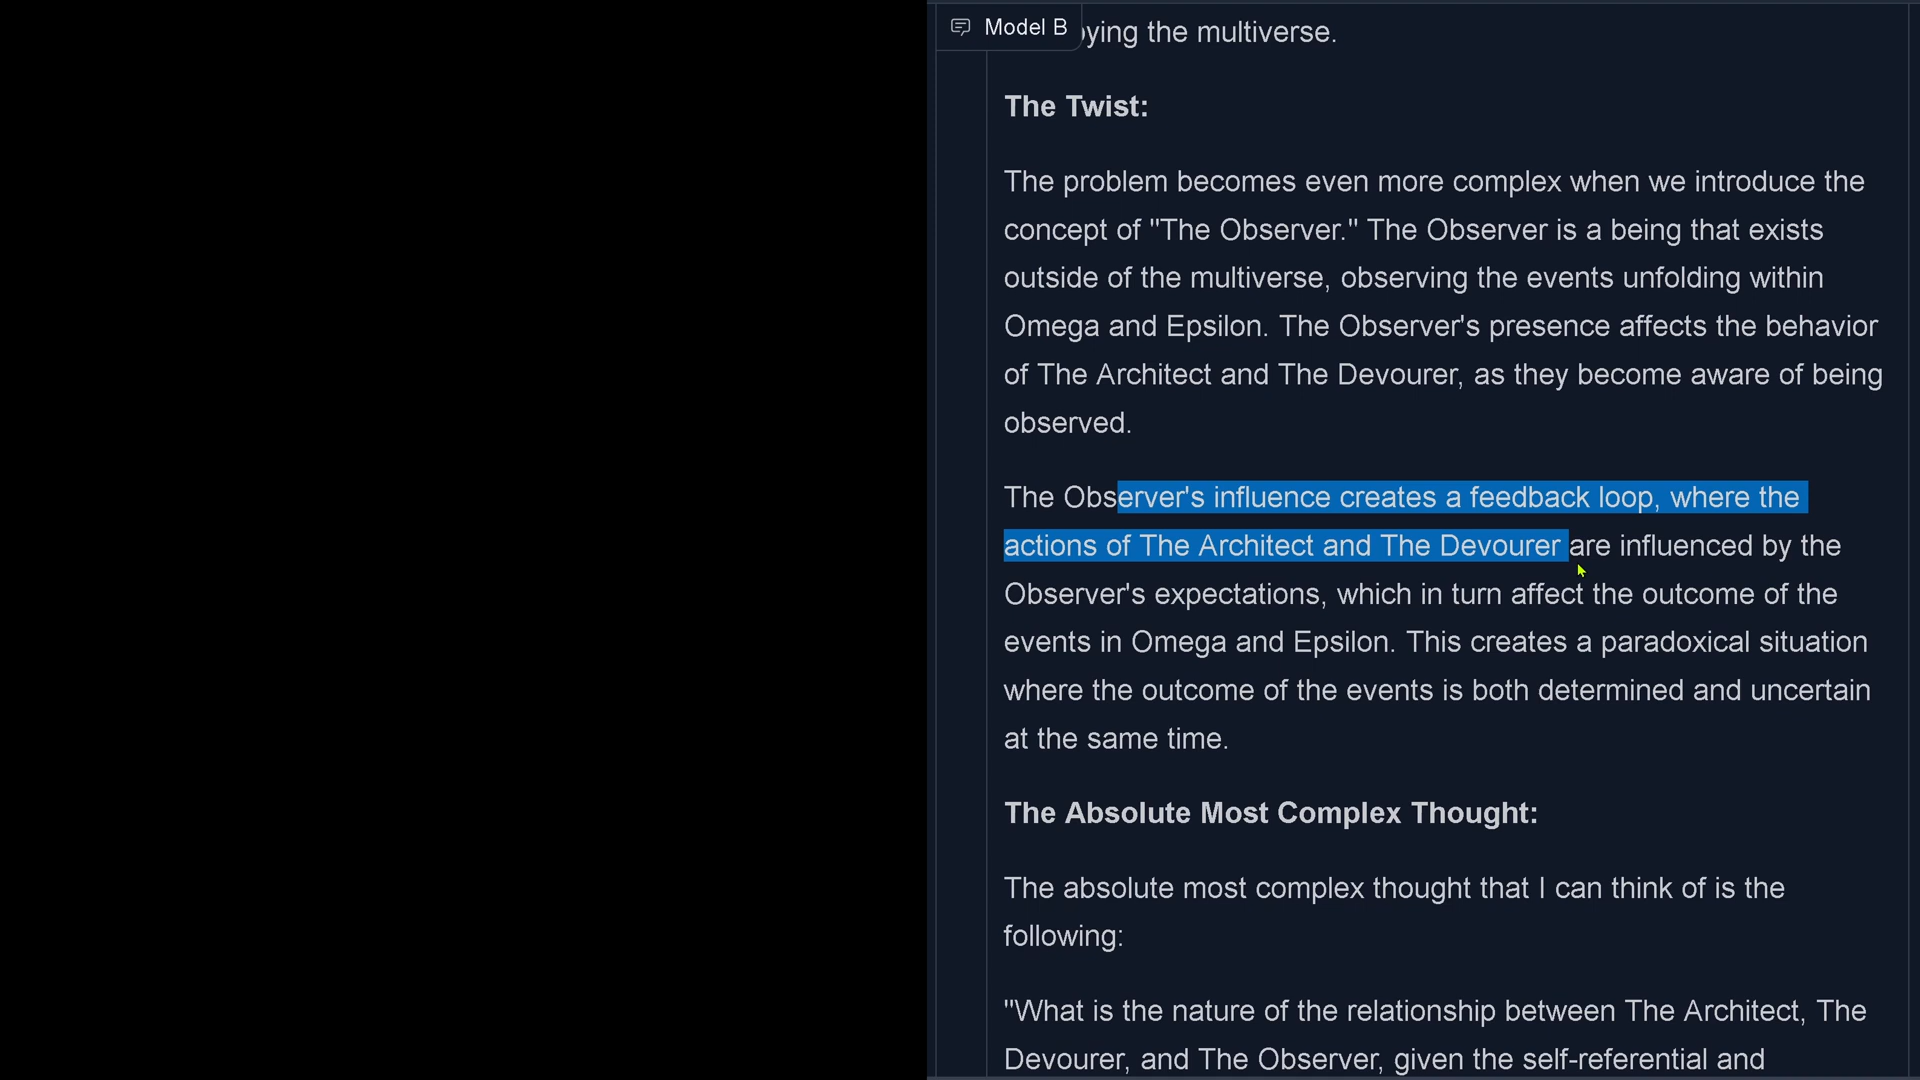 Model B
ying the multiverse.
The Twist:
The problem becomes even more complex when we introduce the
concept of "The Observer." The Observer is a being that exists
outside of the multiverse, observing the events unfolding within
Omega and Epsilon. The Observer's presence affects the behavior
of The Architect and The Devourer, as they become aware of being
observed.
The Observer's influence creates a feedback loop, where the
actions of The Architect and The Devourer are influenced by the
Observer's expectations, which in turn affect the outcome of the
events in Omega and Epsilon. This creates a paradoxical situation
where the outcome of the events is both determined and uncertain
at the same time.
The Absolute Most Complex Thought:
The absolute most complex thought that I can think of is the
following:
"What is the nature of the relationship between The Architect, The
Devourer, and The Observer, given the self-referential and